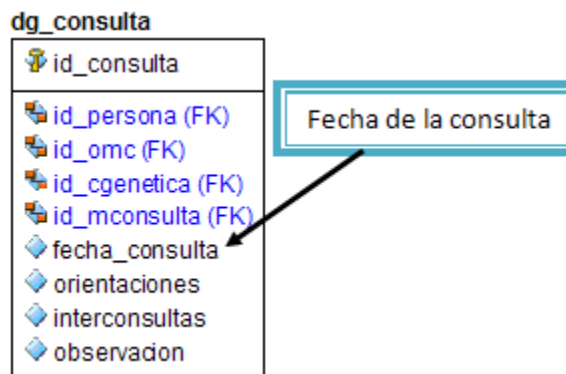 dg_consulta
id_consulta
id_persona (FK)
id_omc (FK)
id_cgenetica (FK)
id_mconsulta (FK)
fecha_consulta
orientaciones
interconsultas
observacion
Fecha de la consulta